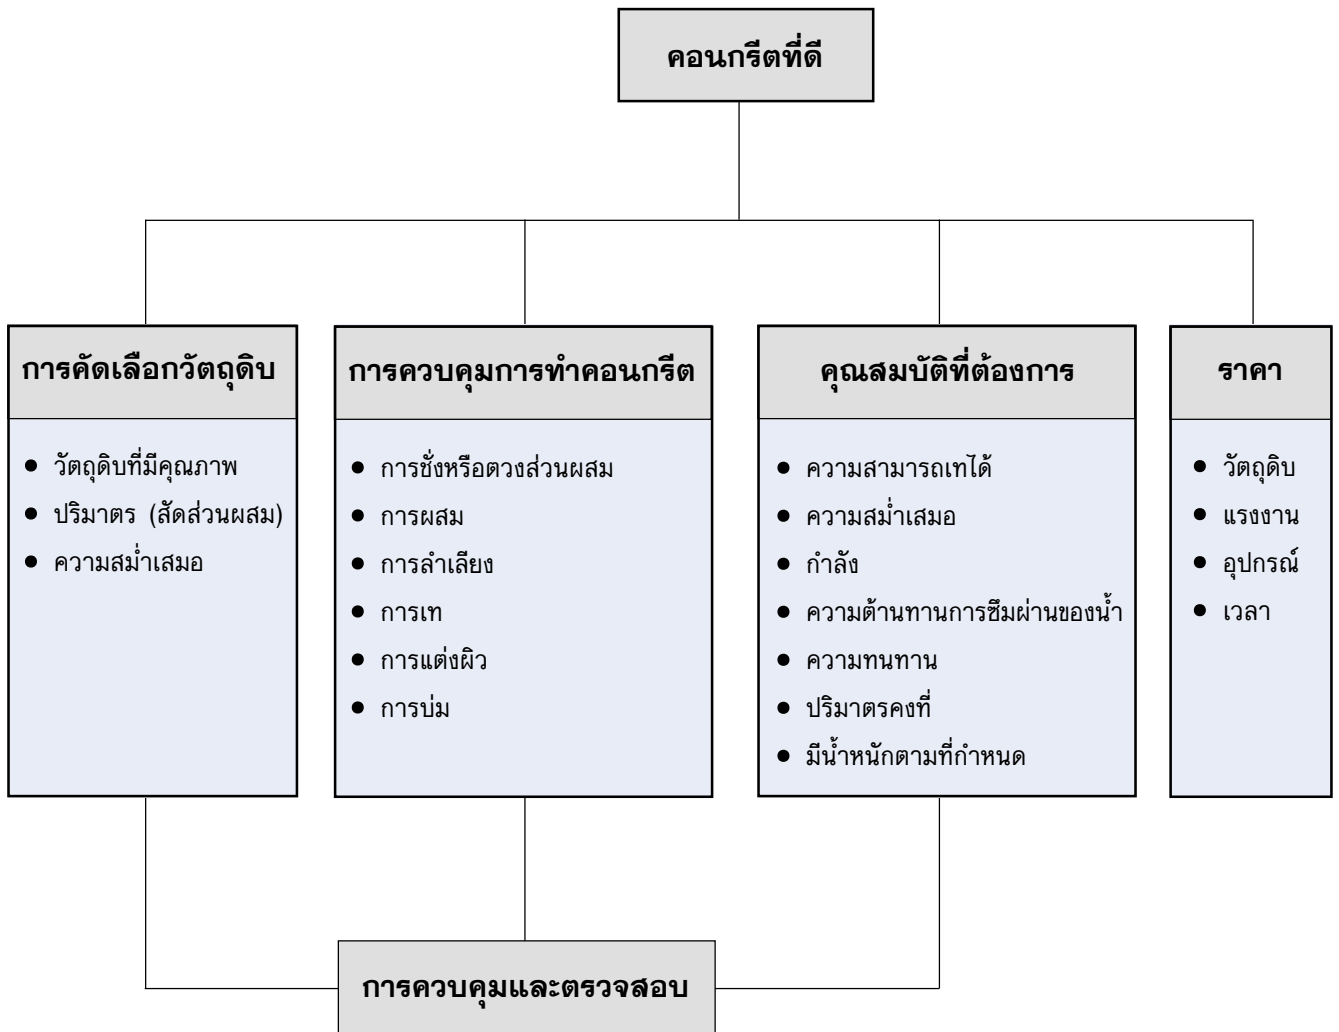 คอนกรีตที่ดี
การคัดเลือกวัตถุดิบ
• วัตถุดิบที่มีคุณภาพ
• ปริมาตร (สัดส่วนผสม)
• ความสม่ำเสมอ
การควบคุมการทำคอนกรีต
• การชั่งหรือตวงส่วนผสม
• การผสม
• การลำเลียง
• การเท
• การแต่งผิว
• การบ่ม
คุณสมบัติที่ต้องการ
• ความสามารถเทได้
• ความสม่ำเสมอ
• กำลัง
• ความต้านทานการซึมผ่านของน้ำ
• ความทนทาน
• ปริมาตรคงที่
• มีน้ำหนักตามที่กำหนด
ราคา
• วัตถุดิบ
• แรงงาน
• อุปกรณ์
• เวลา
การควบคุมและตรวจสอบ